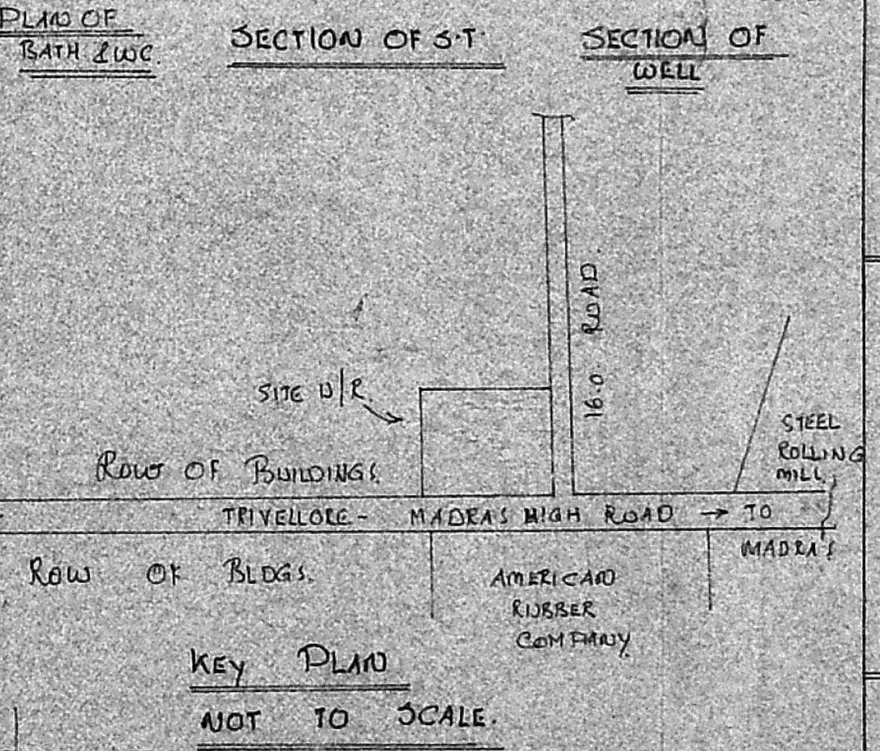 PLAN OF
BATH & WC.
SECTION OF S.T.
SECTION OF
WELL
16.0 ROAD.
SITE U/R.
STEEL
ROLLING
MILL.
ROW OF BUILDINGS.
TRIVELLORE - MADRAS HIGH ROAD → TO
MADRAS
ROW OF BLDGS.
AMERICAN
RUBBER
COMPANY.
KEY PLAN
NOT TO SCALE.